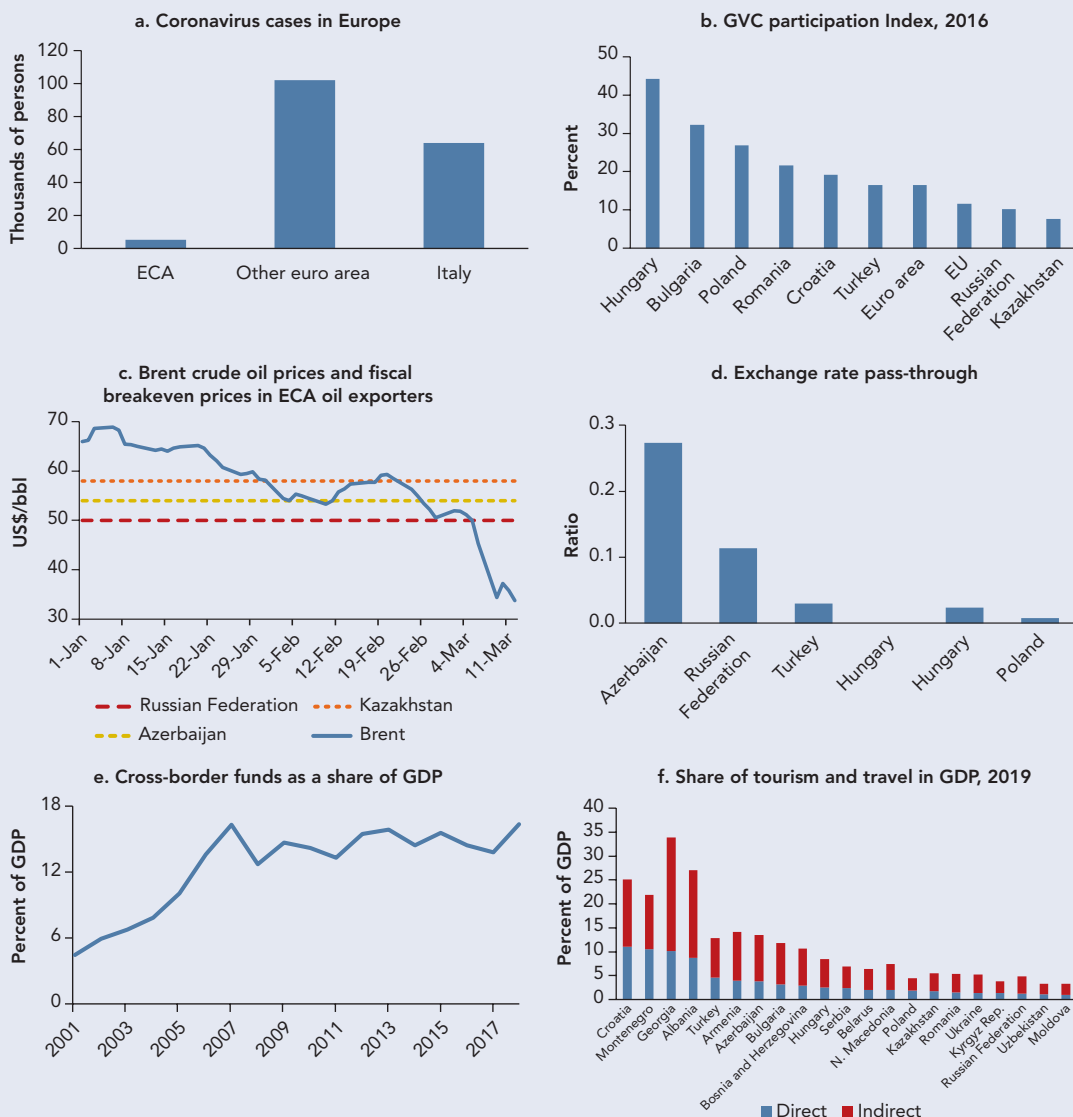 a. Coronavirus cases in Europe
Thousands of persons
120
100
80
60
40
20
0
ECA
Other euro area
Italy
b. GVC participation Index, 2016
Percent
50
40
30
20
10
0
Hungary
Bulgaria
Poland
Romania
Croatia
Turkey
Euro area
EU
Russian
Federation
Kazakhstan
c. Brent crude oil prices and fiscal
breakeven prices in ECA oil exporters
US$/bbl
70
60
50
40
30
1-Jan
8-Jan
15-Jan
22-Jan
29-Jan
5-Feb
12-Feb
19-Feb
26-Feb
4-Mar
11-Mar
Russian Federation
Kazakhstan
Azerbaijan
Brent
d. Exchange rate pass-through
Ratio
0.3
0.2
0.1
0.0
Azerbaijan
Russian
Federation
Turkey
Hungary
Hungary
Poland
e. Cross-border funds as a share of GDP
Percent of GDP
18
12
6
0
2001
2003
2005
2007
2009
2011
2013
2015
2017
f. Share of tourism and travel in GDP, 2019
Percent of GDP
40
35
30
25
20
15
10
5
0
Croatia
Montenegro
Georgia
Albania
Turkey
Armenia
Azerbaijan
Bulgaria
Bosnia and Herzegovina
Hungary
Serbia
Belarus
N. Macedonia
Poland
Kazakhstan
Romania
Ukraine
Kyrgyz Rep.
Russian Federation
Uzbekistan
Moldova
Direct
Indirect